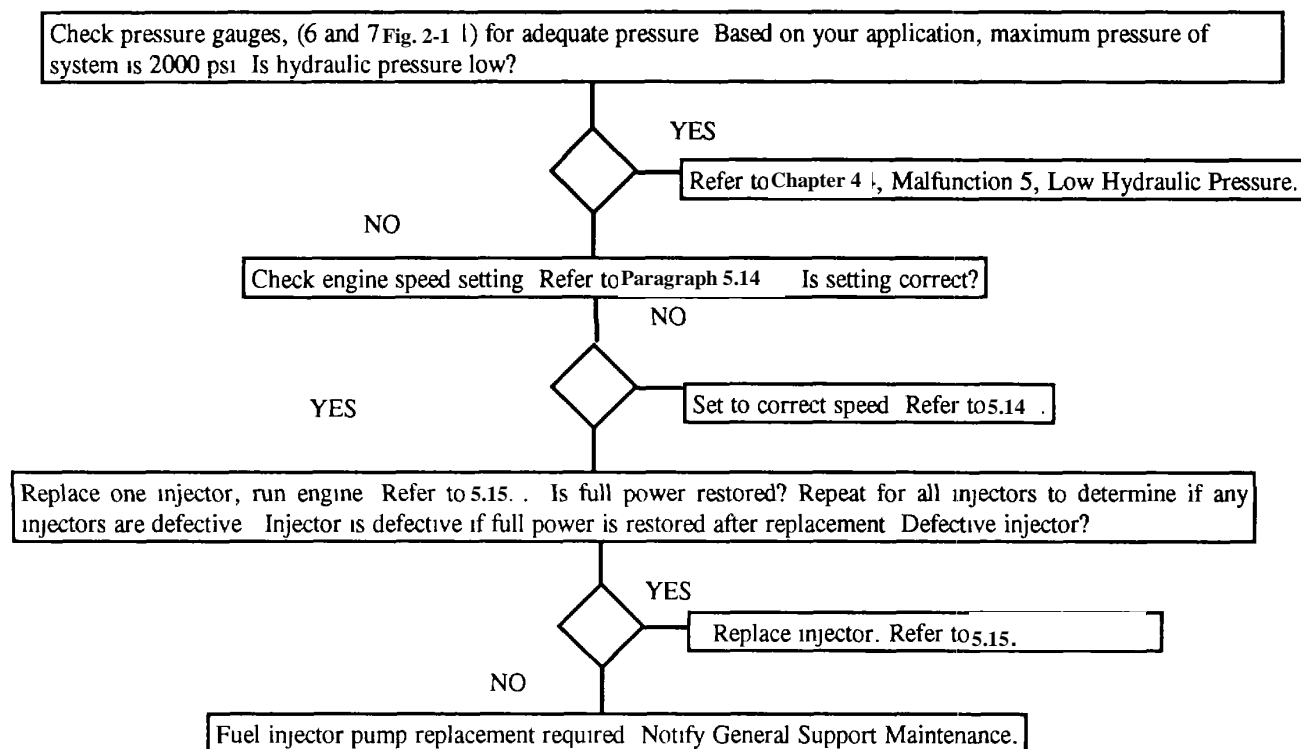 Check pressure gauges, (6 and 7 Fig. 2-1 1) for adequate pressure Based on your application, maximum pressure of
system is 2000 psi Is hydraulic pressure low?
YES
Refer to Chapter 4 , Malfunction 5, Low Hydraulic Pressure.
NO
Check engine speed setting Refer to Paragraph 5.14 Is setting correct?
NO
YES
Set to correct speed Refer to 5.14 .
Replace one injector, run engine Refer to 5.15. . Is full power restored? Repeat for all injectors to determine if any
injectors are defective Injector is defective if full power is restored after replacement Defective injector?
YES
Replace injector. Refer to 5.15.
NO
Fuel injector pump replacement required Notify General Support Maintenance.